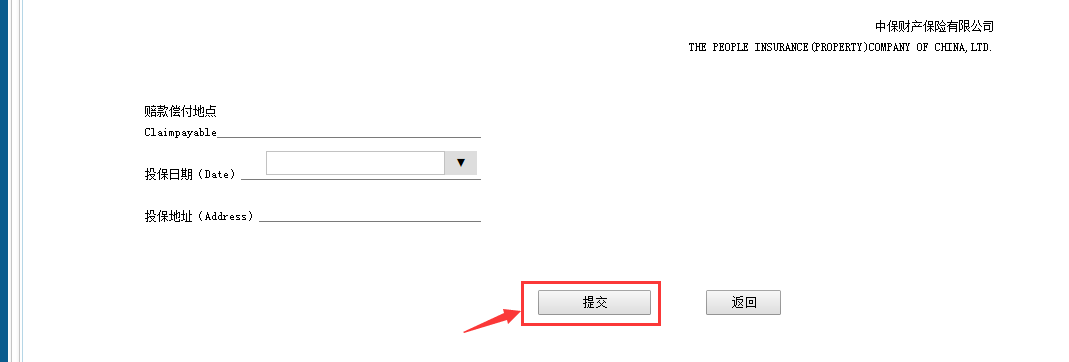 中保财产保险有限公司
THE PEOPLE INSURANCE(PROPERTY)COMPANY OF CHINA,LTD.
赔款偿付地点
Claimpayable
投保日期（Date）
投保地址（Address）
提交 返回